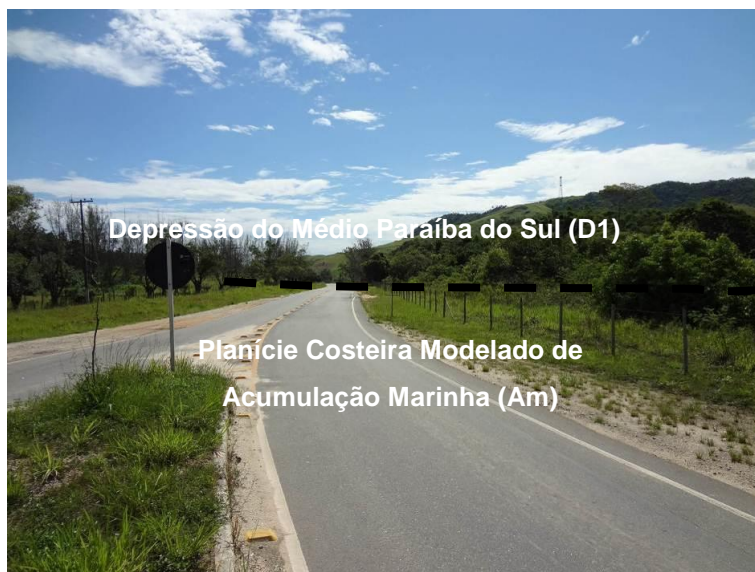 Depressão do Médio Paraíba do Sul (D1)
Planície Costeira Modelado de
Acumulação Marinha (Am)